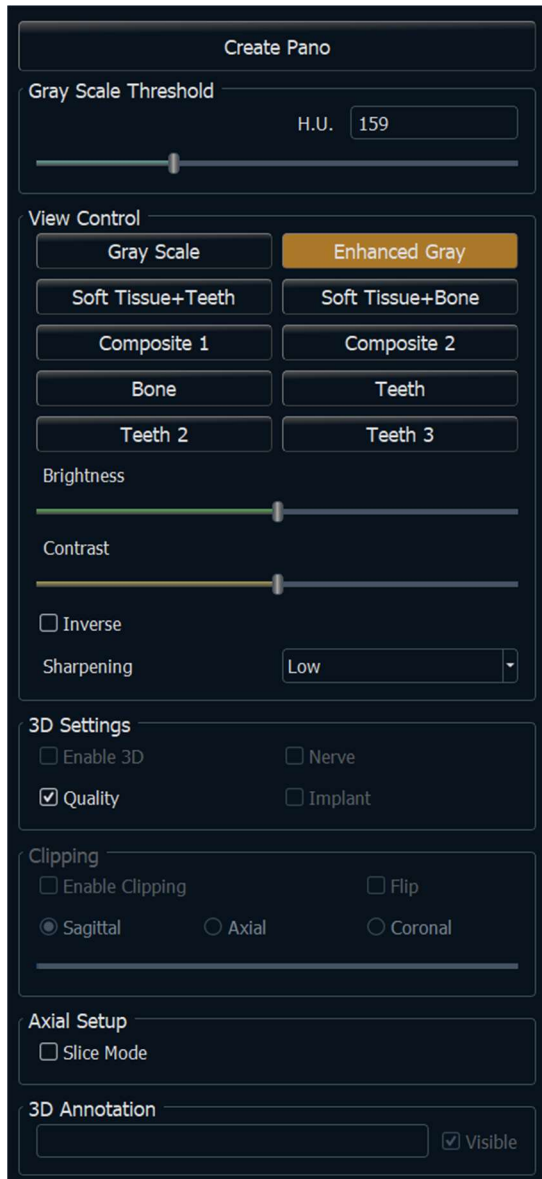 Create Pano
Gray Scale Threshold
H.U. 159
View Control
Gray Scale Enhanced Gray
Soft Tissue+Teeth Soft Tissue+Bone
Composite 1 Composite 2
Bone Teeth
Teeth 2 Teeth 3
Brightness
Contrast
Inverse
Sharpening Low
3D Settings
Enable 3D Nerve
Quality Implant
Clipping
Enable Clipping Flip
Sagittal Axial Coronal
Axial Setup
Slice Mode
3D Annotation
Visible